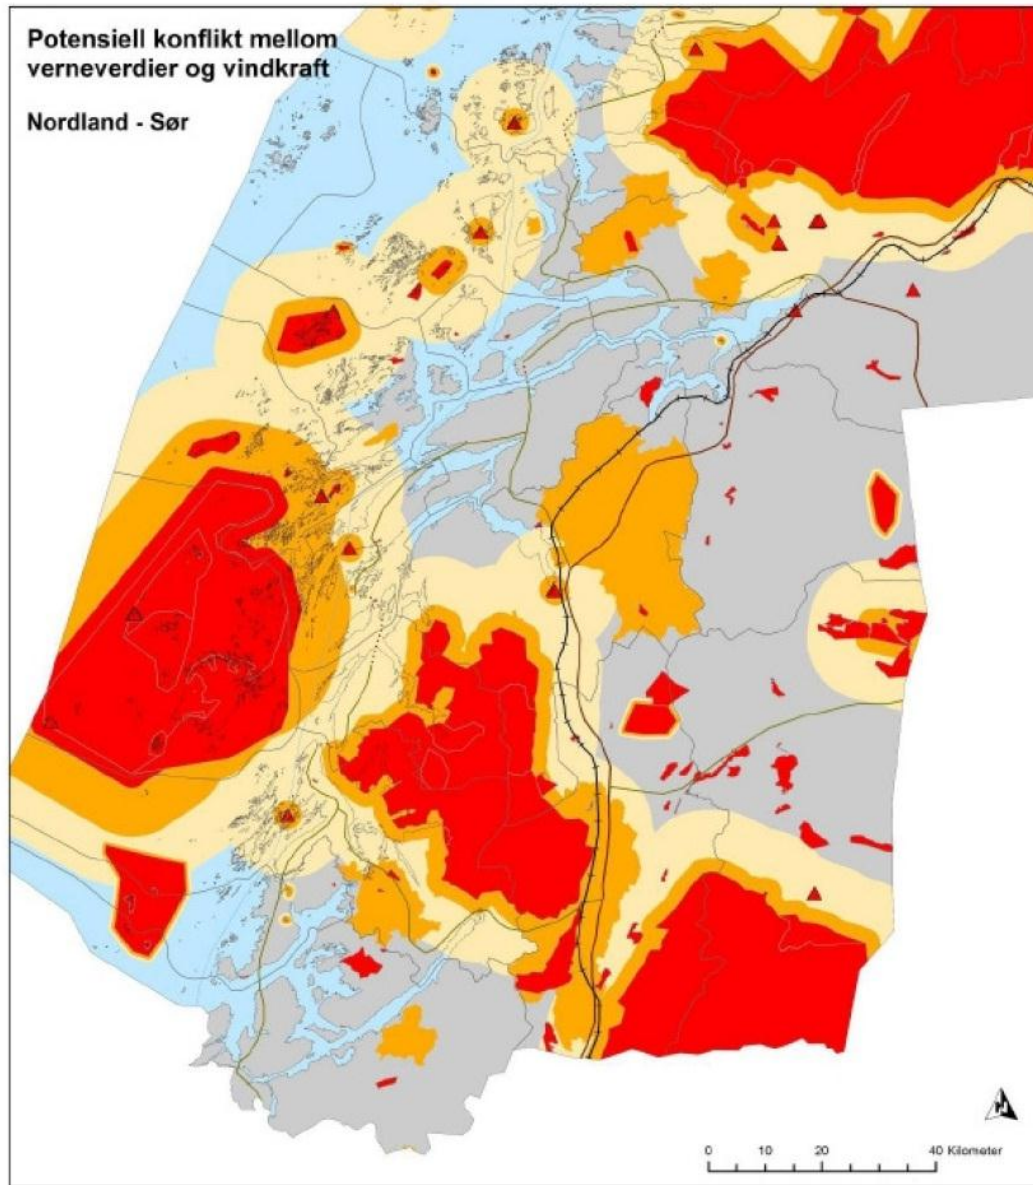 Potensiell konflikt mellom
verneverdier og vindkraft
Nordland - Sør
0 10 20 40 Kilometer